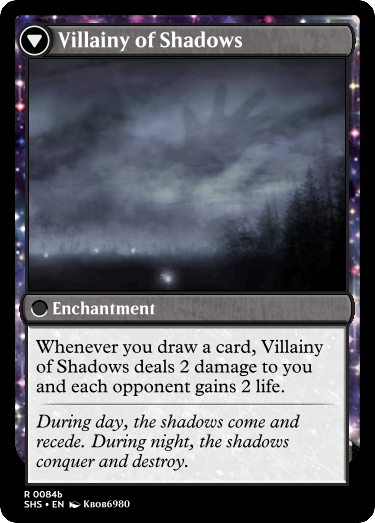 Villainy of Shadows
Enchantment
Whenever you draw a card, Villainy
of Shadows deals 2 damage to you
and each opponent gains 2 life.
During day, the shadows come and
recede. During night, the shadows
conquer and destroy.
R 0084b
SHS • EN Kbob6980